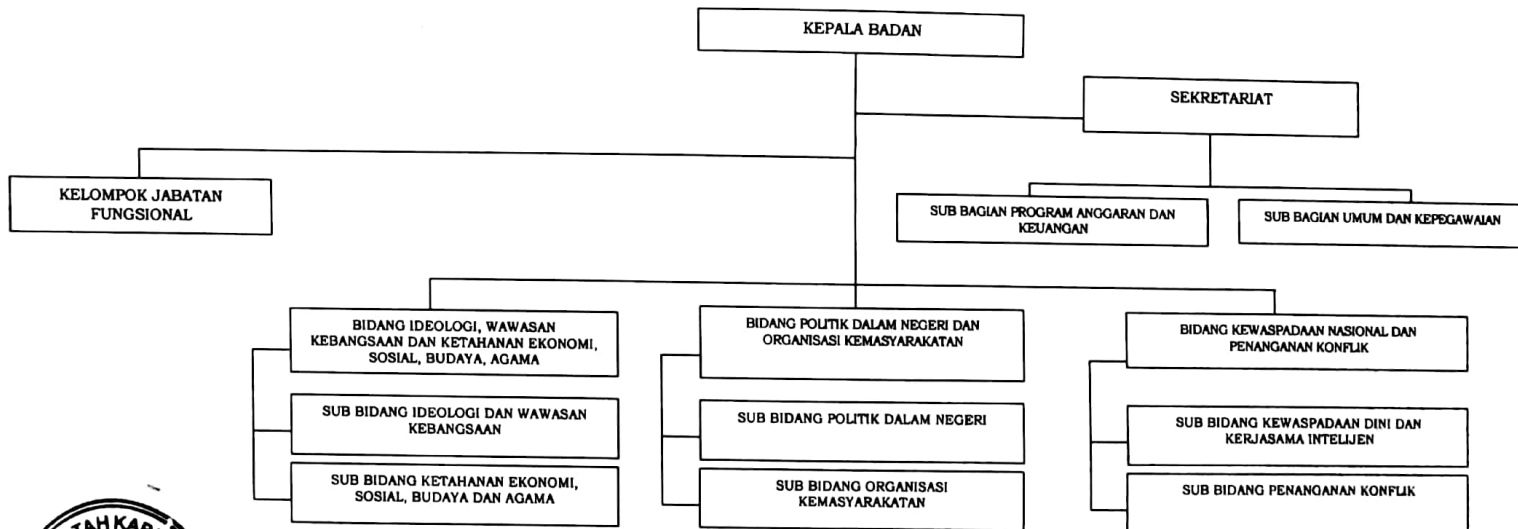 KEPALA BADAN
SEKRETARIAT
KELOMPOK JABATAN
FUNGSIONAL
SUB BAGIAN PROGRAM ANGGARAN DAN
KEUANGAN
SUB BAGIAN UMUM DAN KEPEGAWAIAN
BIDANG IDEOLOGI, WAWASAN
KEBANGSAAN DAN KETAHANAN EKONOMI,
SOSIAL, BUDAYA, AGAMA
SUB BIDANG IDEOLOGI DAN WAWASAN
KEBANGSAAN
SUB BIDANG KETAHANAN EKONOMI,
SOSIAL, BUDAYA DAN AGAMA
BIDANG POLITIK DALAM NEGERI DAN
ORGANISASI KEMASYARAKATAN
SUB BIDANG POLITIK DALAM NEGERI
SUB BIDANG ORGANISASI
KEMASYARAKATAN
BIDANG KEWASPADAAN NASIONAL DAN
PENANGANAN KONFLIK
SUB BIDANG KEWASPADAAN DINI DAN
KERJASAMA INTELIJEN
SUB BIDANG PENANGANAN KONFLIK